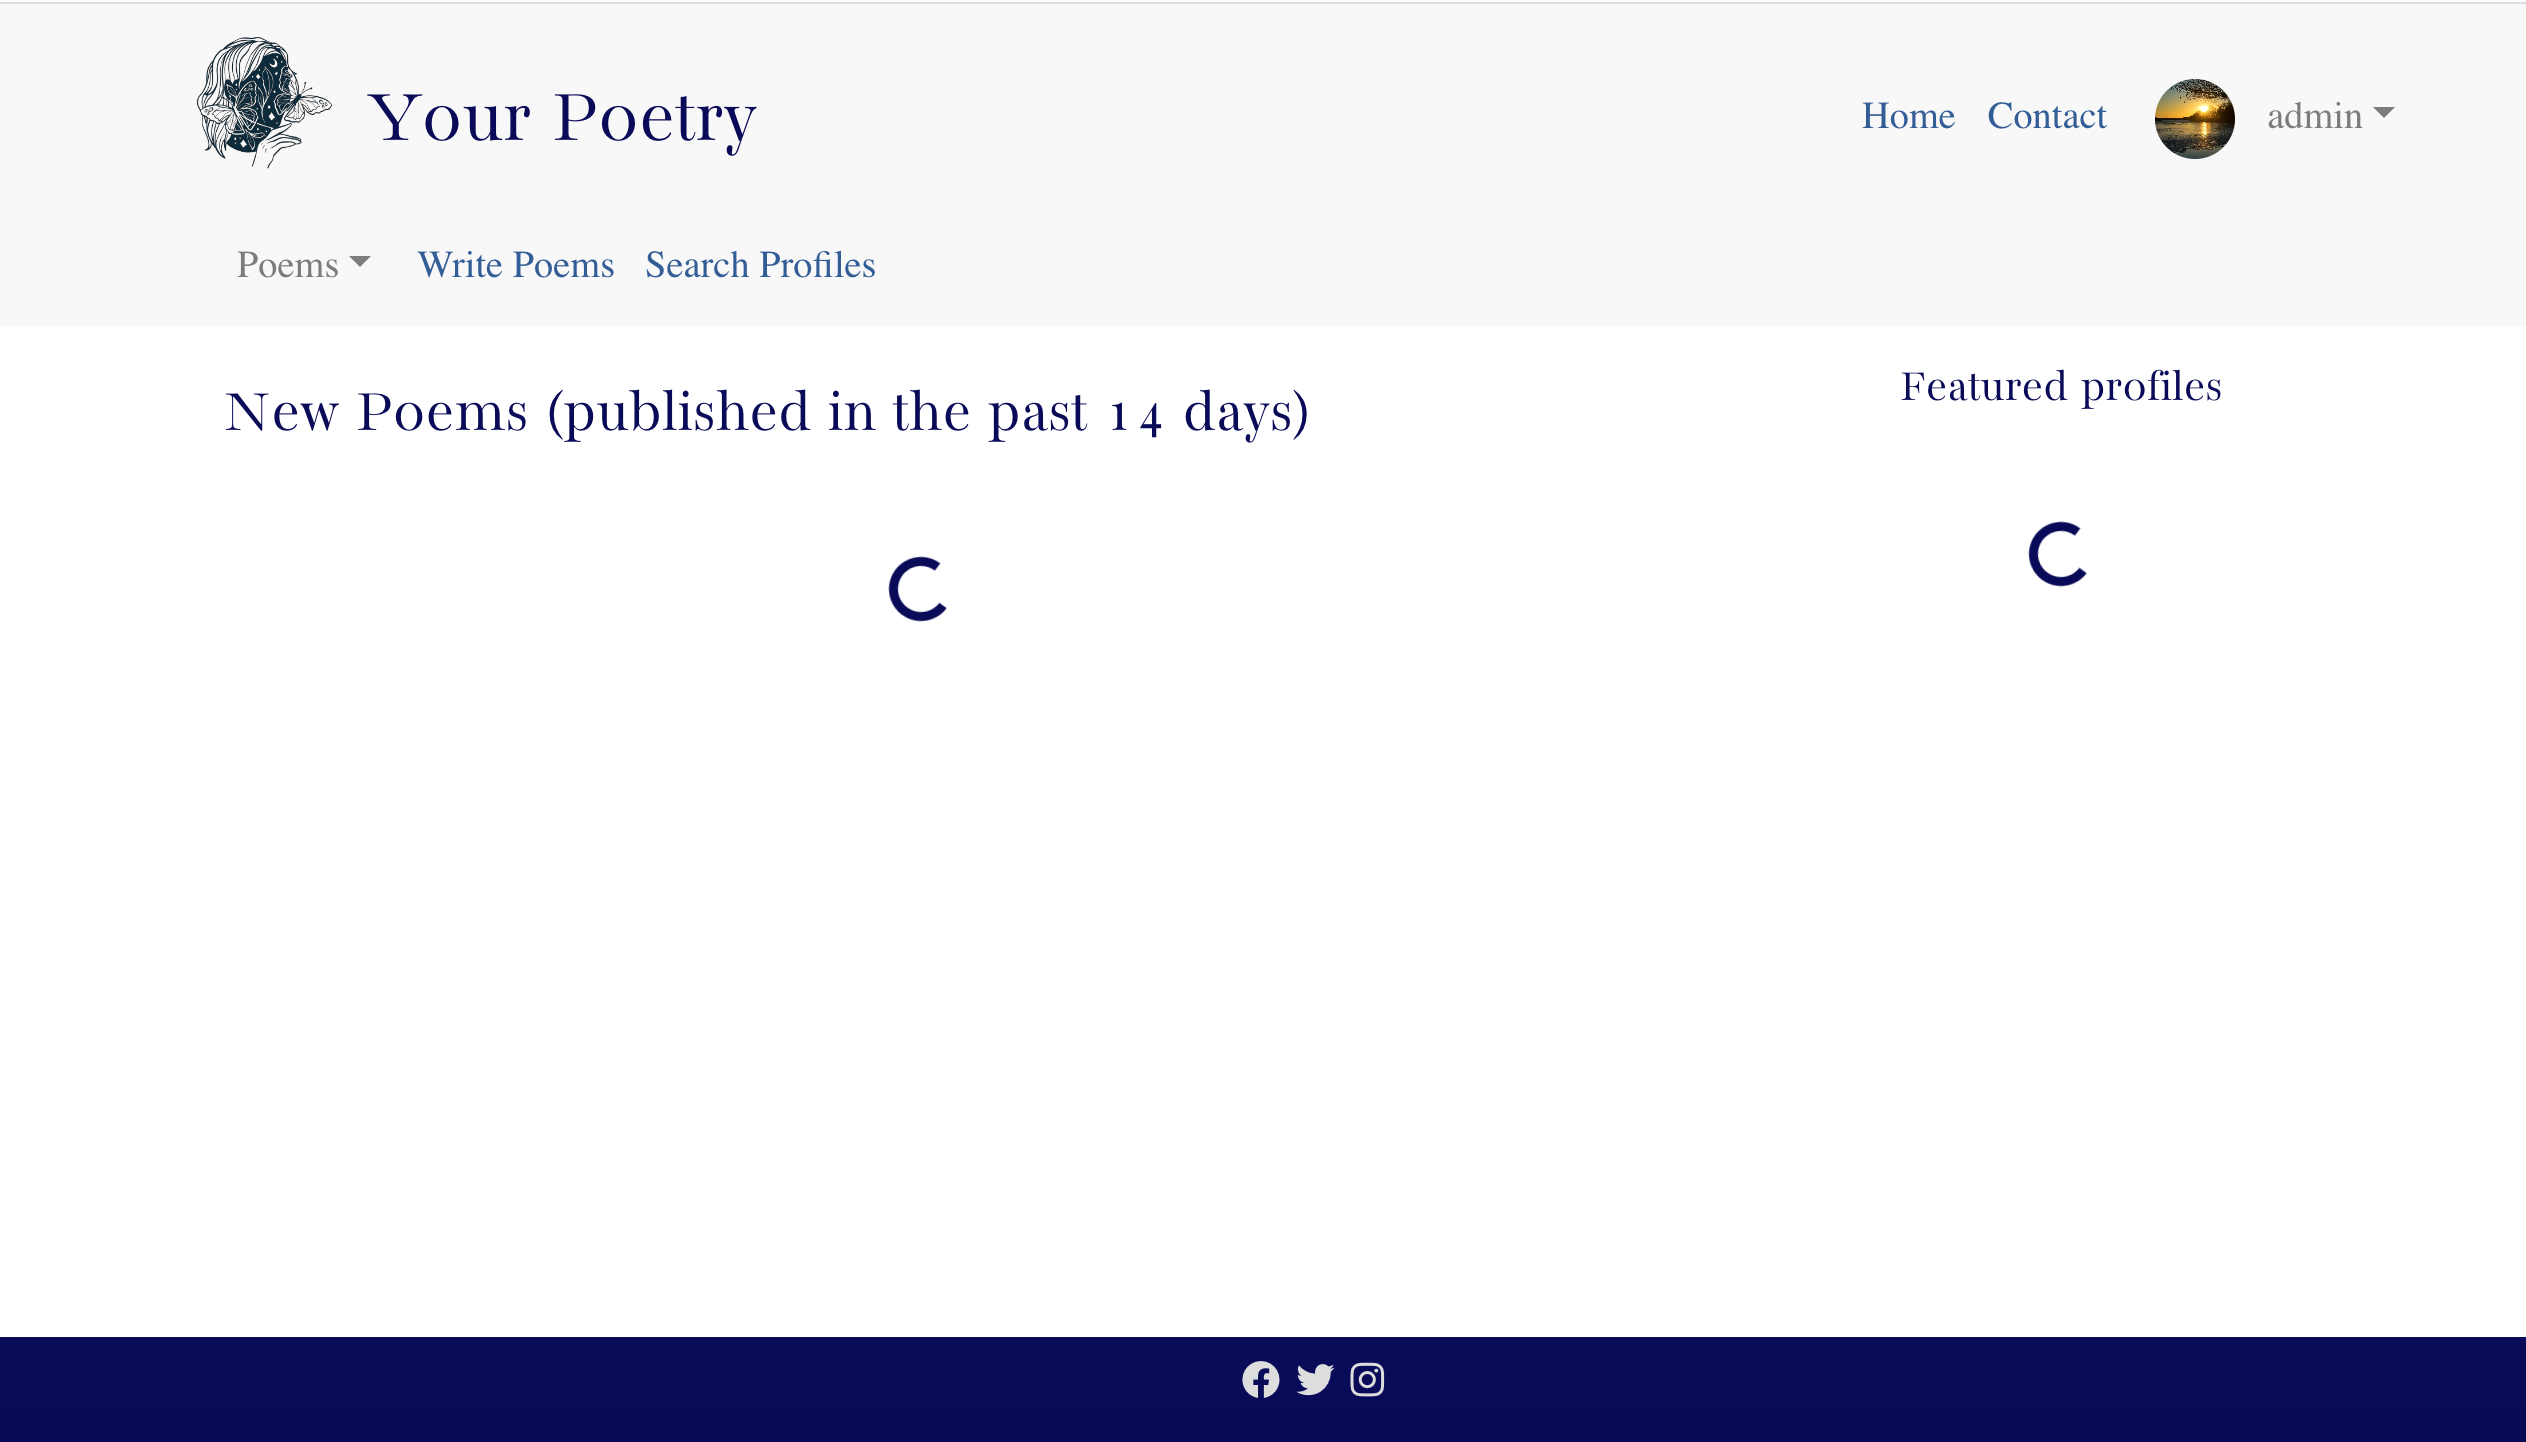 Your Poetry
Home Contact admin
Poems Write Poems Search Profiles
New Poems (published in the past 14 days)
Featured profiles